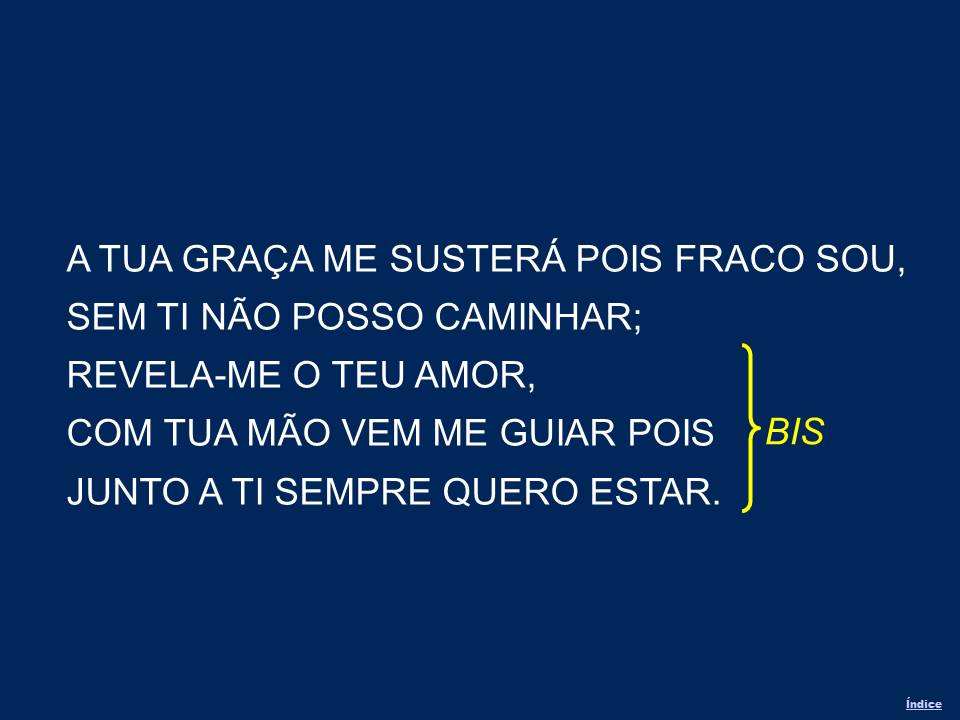 A TUA GRAÇA ME SUSTERÁ POIS FRACO SOU,
SEM TI NÃO POSSO CAMINHAR;
REVELA-ME O TEU AMOR,
COM TUA MÃO VEM ME GUIAR POIS
BIS
JUNTO A TI SEMPRE QUERO ESTAR.
Índice